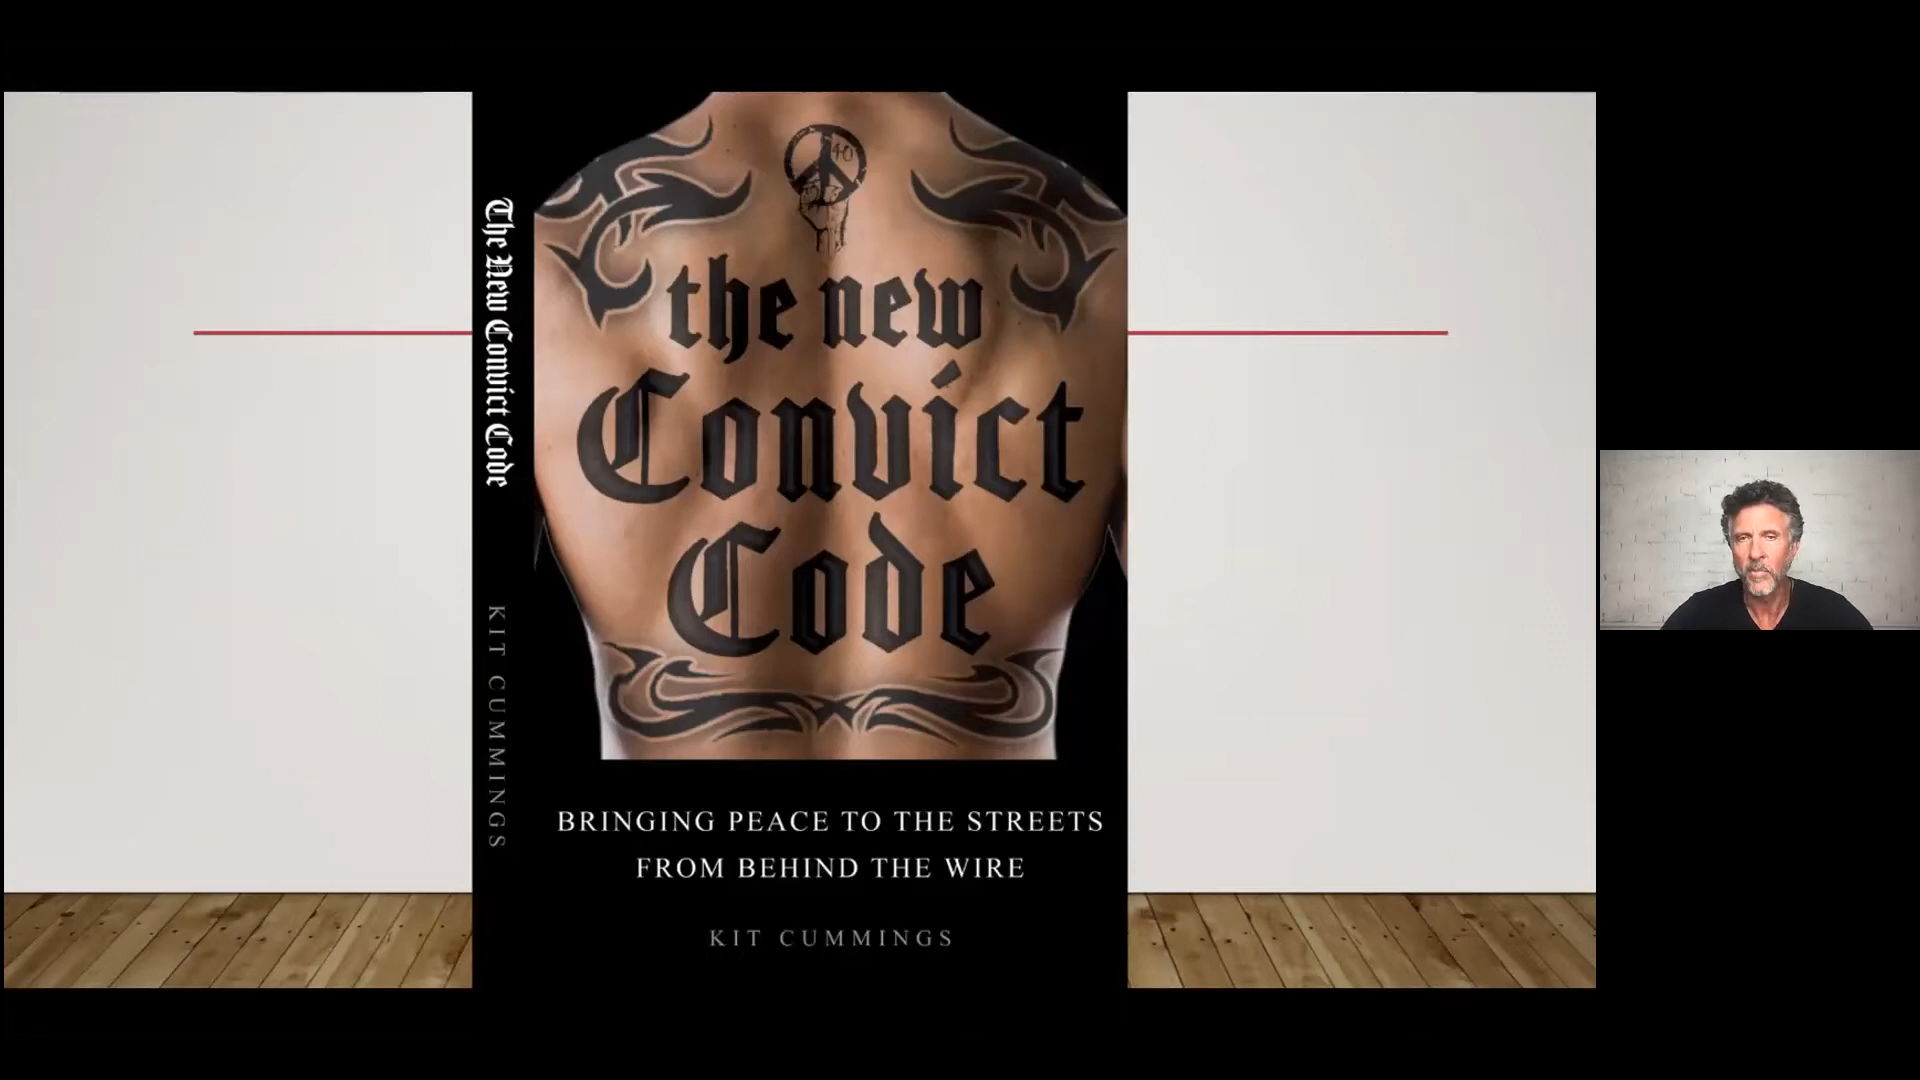 The New Convict Code
KIT CUMMINGS
40
the new
Convict
Code
BRINGING PEACE TO THE STREETS
FROM BEHIND THE WIRE
KIT CUMMINGS